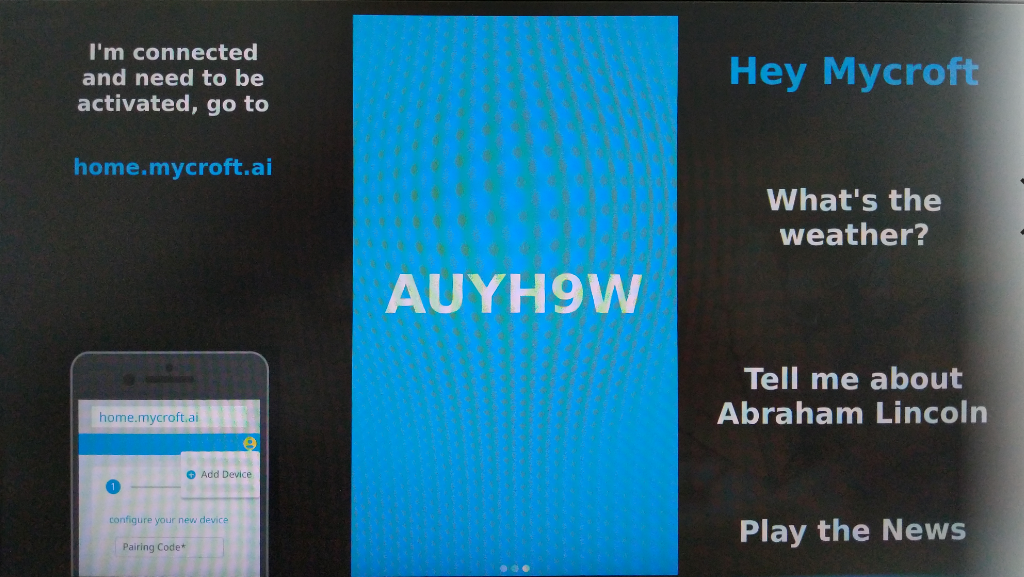 I'm connected
and need to be
activated, go to
home.mycroft.ai
home.mycroft.ai
Add Device
1
configure your new device
Pairing Code*
AUYH9W
Hey Mycroft
What's the
weather?
Tell me about
Abraham Lincoln
Play the News